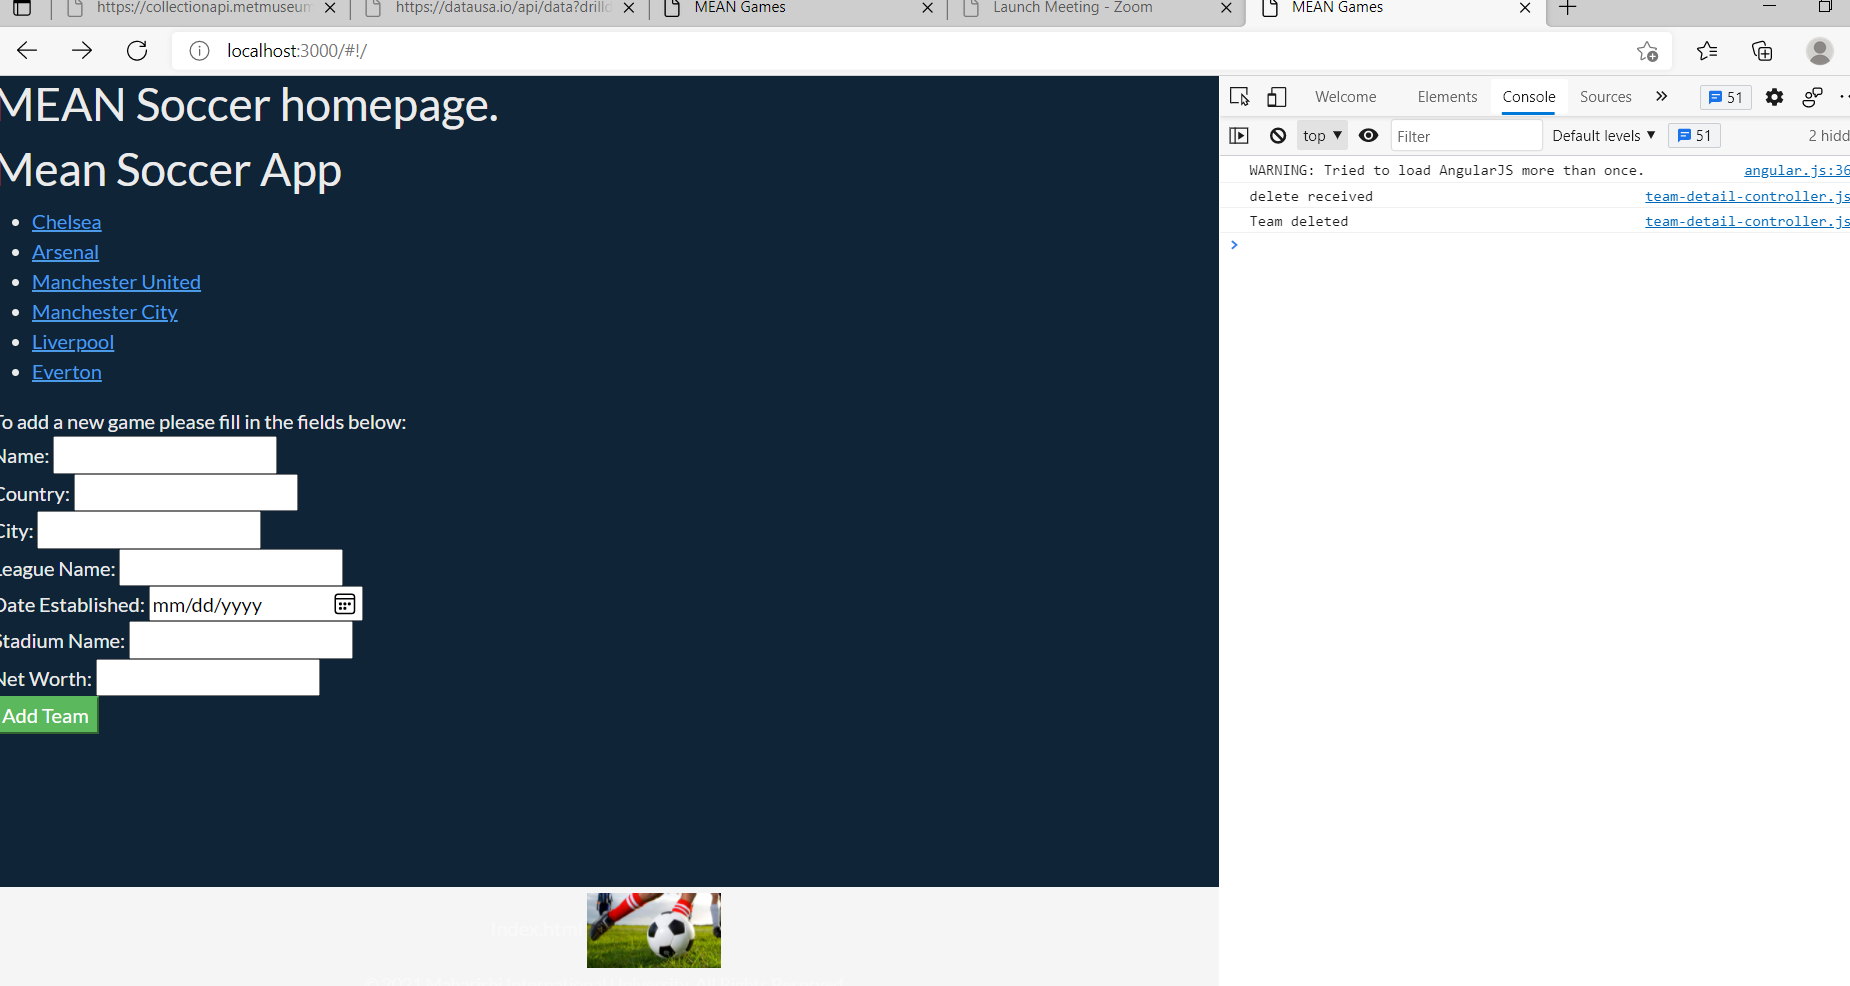 https://collectionapi.metmuseum
https://datausa.io/api/data?drillc
MEAN Games
Launch Meeting - Zoom
MEAN Games
localhost:3000/#!/
MEAN Soccer homepage.
Mean Soccer App
Chelsea
Arsenal
Manchester United
Manchester City
Liverpool
Everton
To add a new game please fill in the fields below:
Name:
Country:
City:
League Name:
Date Established: mm/dd/yyyy
Stadium Name:
Net Worth:
Add Team
Welcome Elements Console Sources 51
top Filter Default levels 51 2 hidd
WARNING: Tried to load AngularJS more than once. angular.js:36
delete received team-detail-controller.js
Team deleted team-detail-controller.js